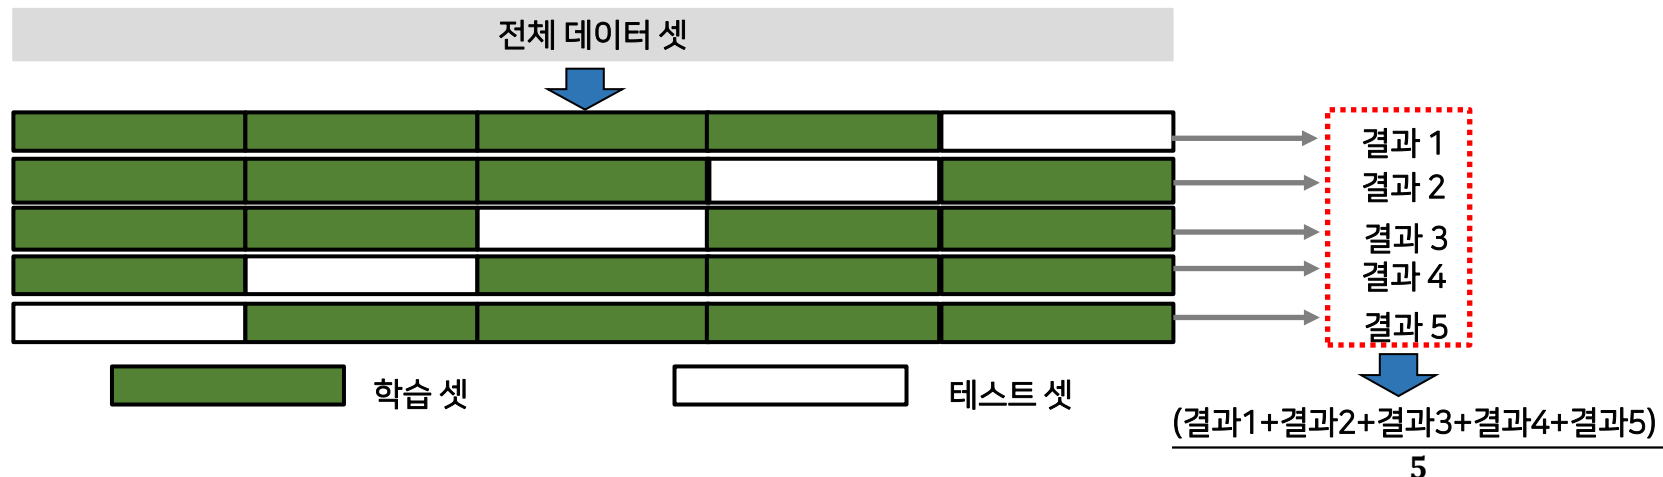 전체 데이터 셋
결과 1
결과 2
결과 3
결과 4
결과 5
학습 셋
테스트 셋
(결과1+결과2+결과3+결과4+결과5)
5